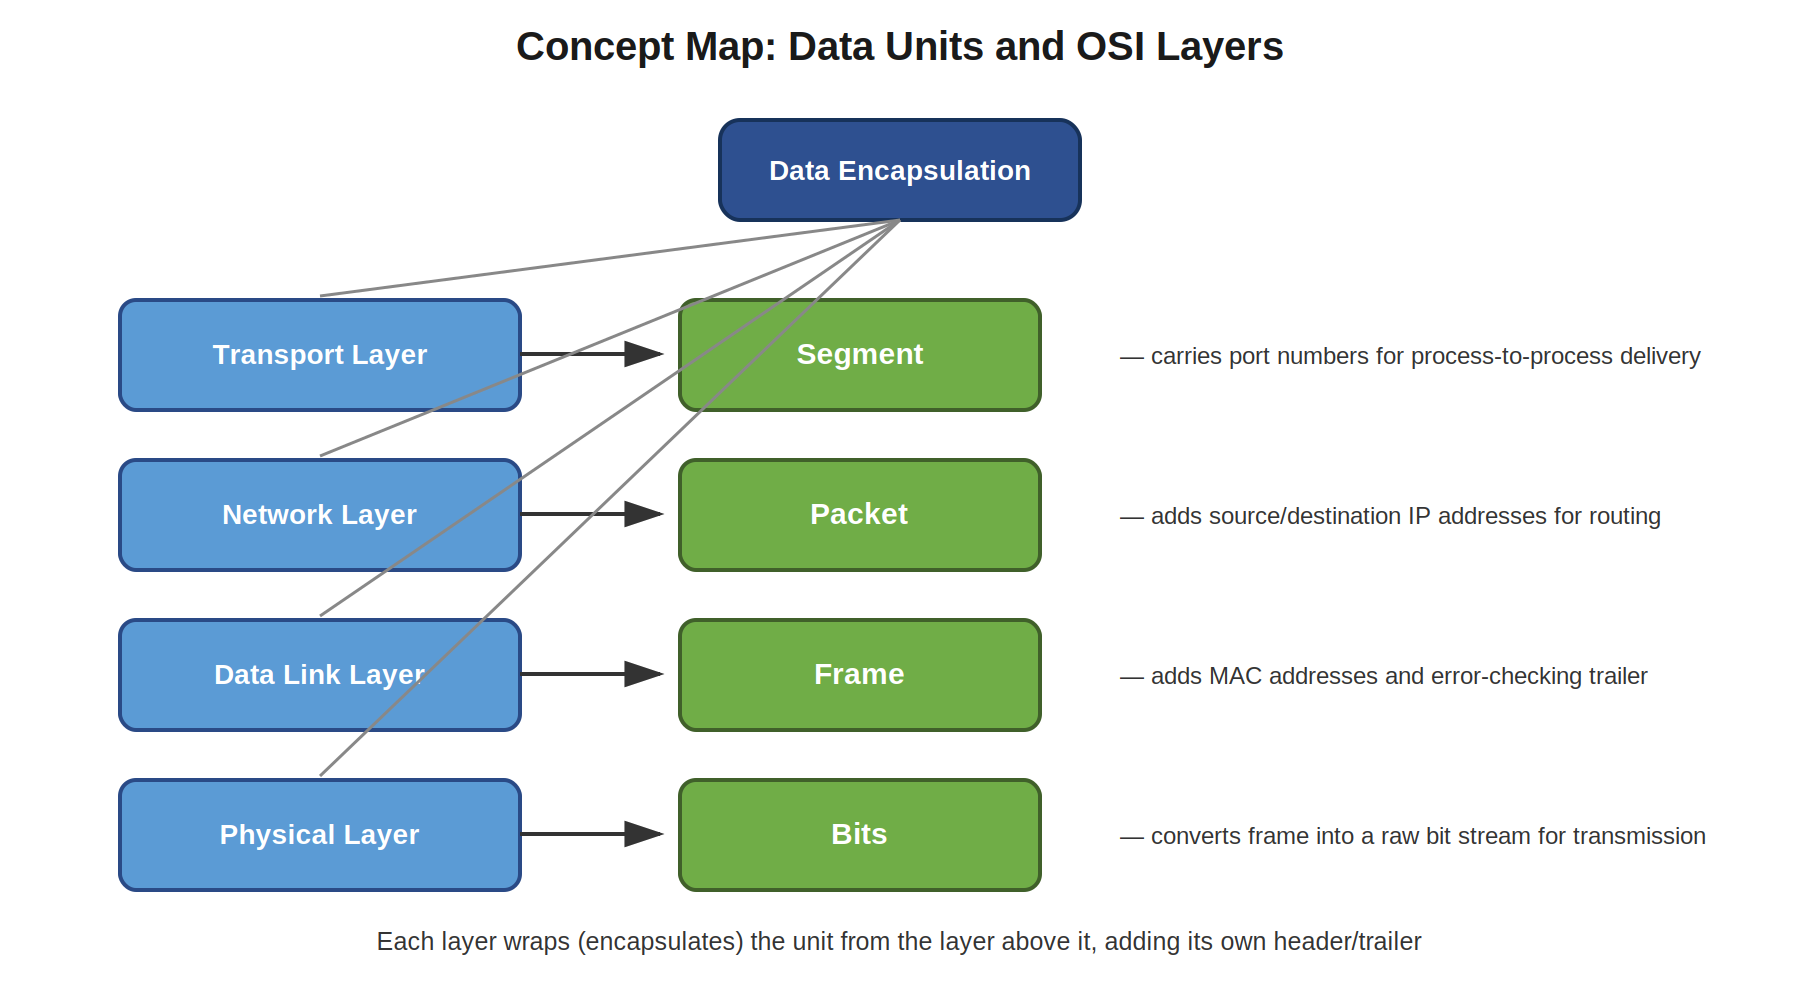 Concept Map: Data Units and OSI Layers
Data Encapsulation
Transport Layer
Segment
— carries port numbers for process-to-process delivery
Network Layer
Packet
— adds source/destination IP addresses for routing
Data Link Layer
Frame
— adds MAC addresses and error-checking trailer
Physical Layer
Bits
— converts frame into a raw bit stream for transmission
Each layer wraps (encapsulates) the unit from the layer above it, adding its own header/trailer